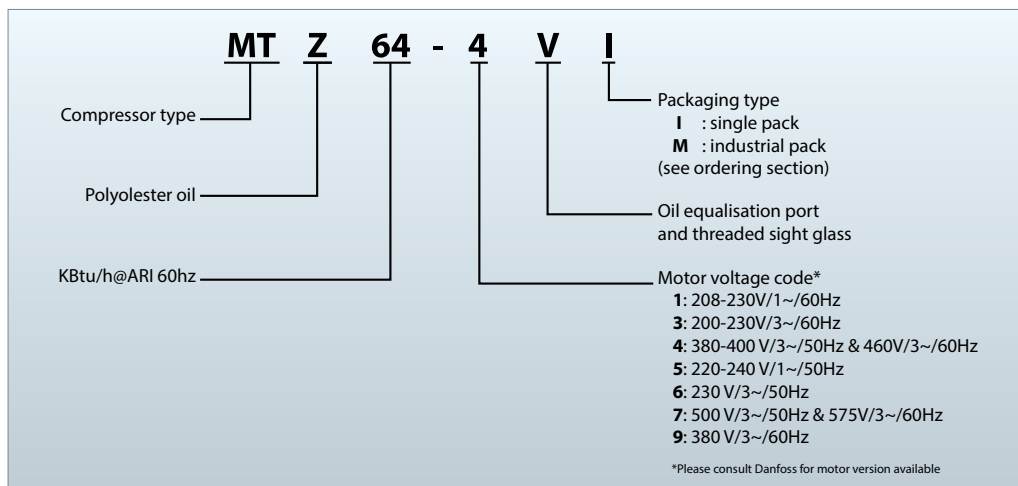 MT Z 64 - 4 V I
Compressor type
Polyolester oil
KBtu/h@ARI 60hz
Packaging type
I : single pack
M : industrial pack
(see ordering section)
Oil equalisation port
and threaded sight glass
Motor voltage code*
1: 208-230V/1~/60Hz
3: 200-230V/3~/60Hz
4: 380-400 V/3~/50Hz & 460V/3~/60Hz
5: 220-240 V/1~/50Hz
6: 230 V/3~/50Hz
7: 500 V/3~/50Hz & 575V/3~/60Hz
9: 380 V/3~/60Hz
*Please consult Danfoss for motor version available